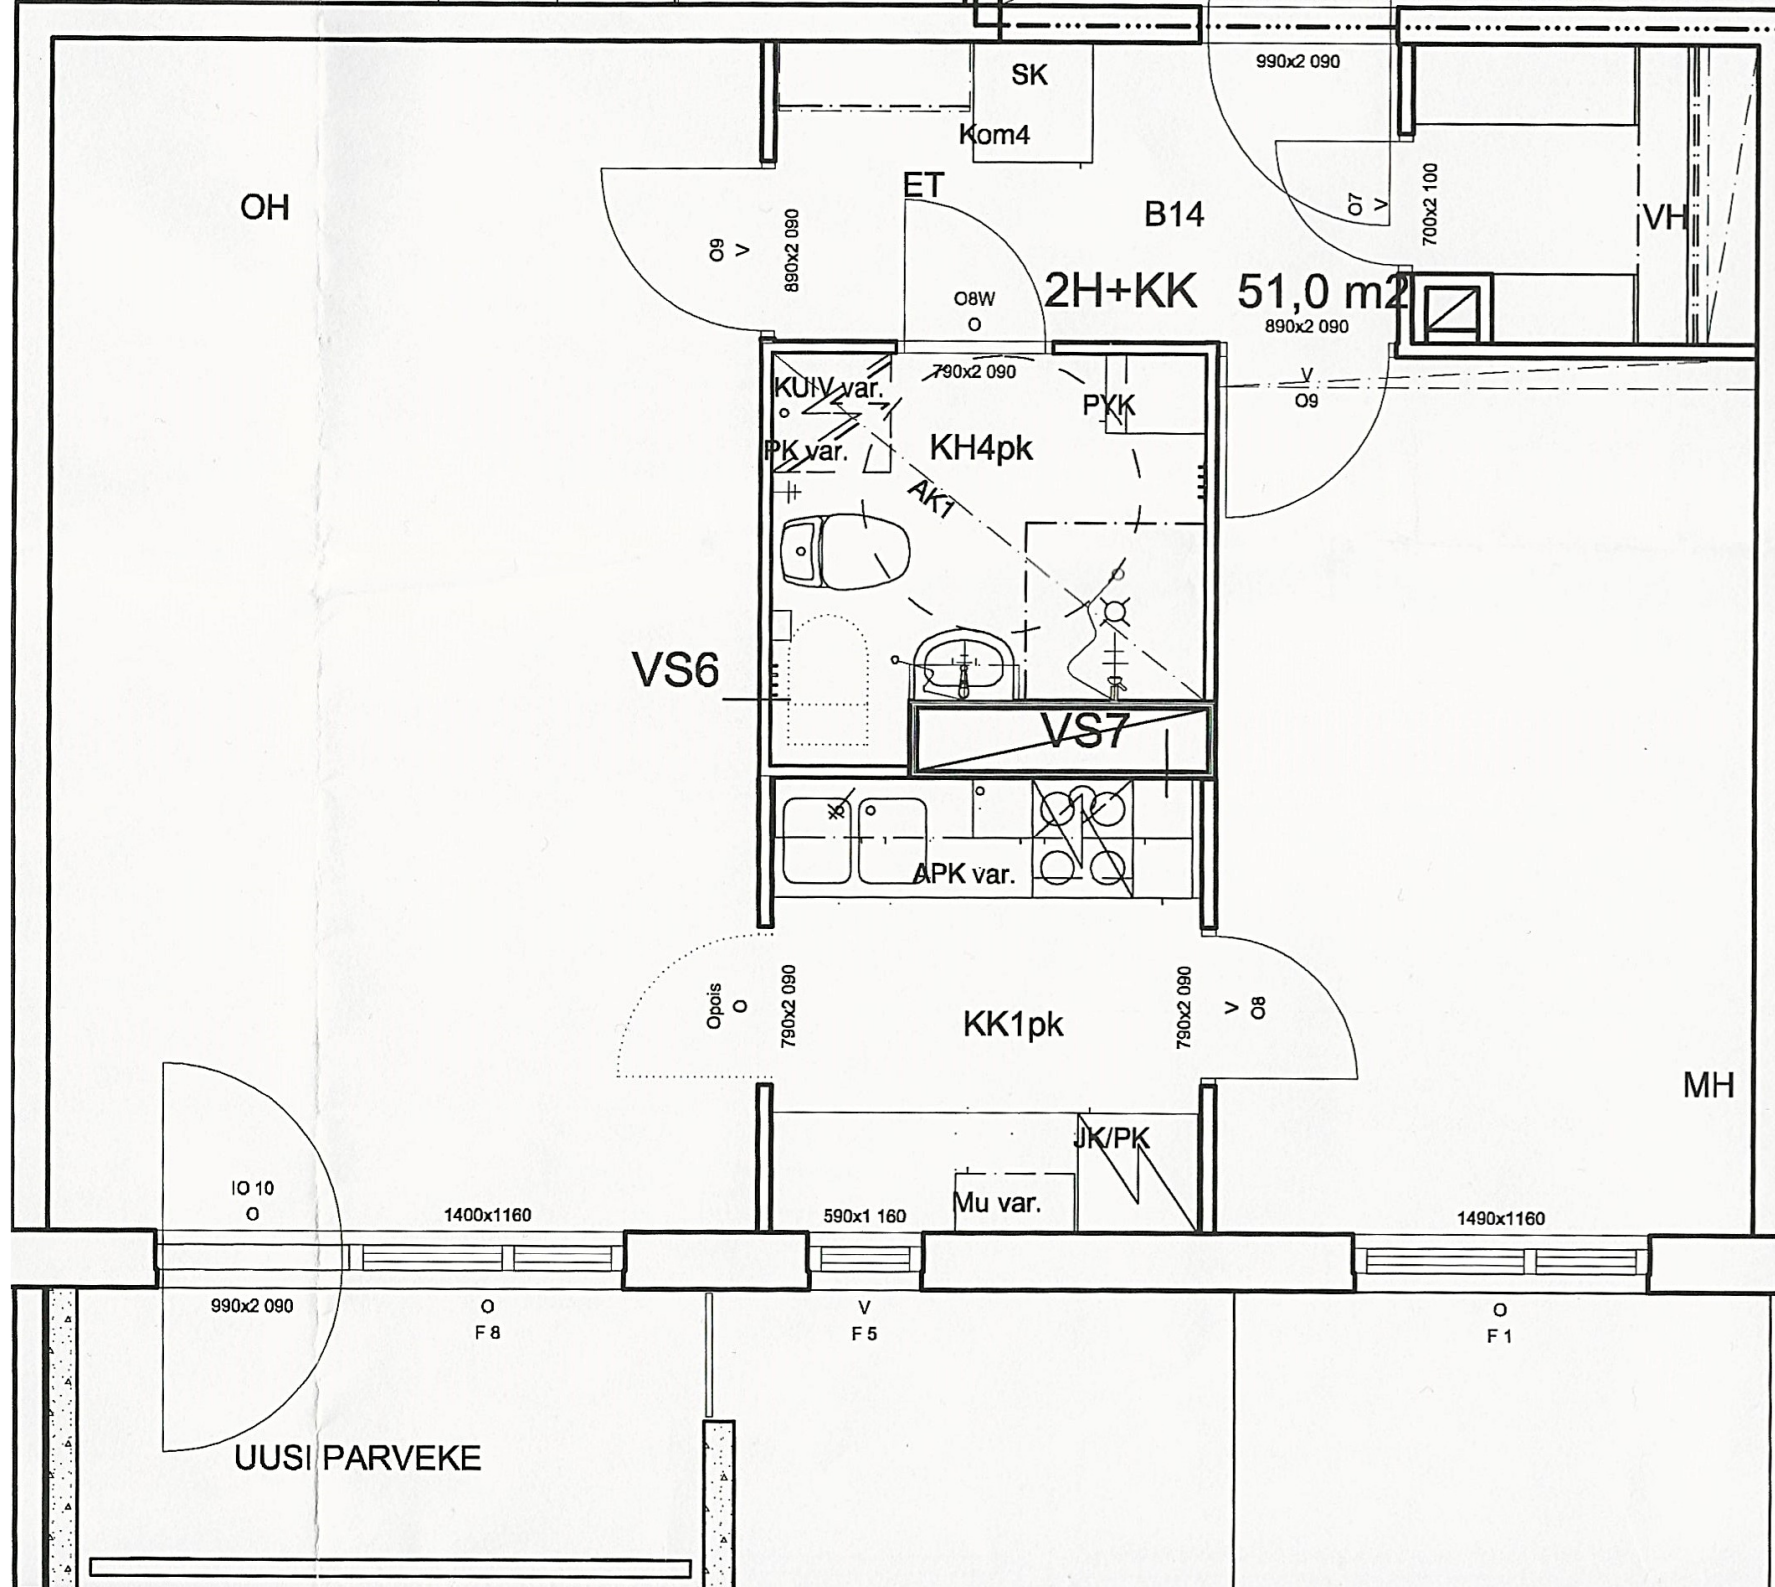 990x2 090
SK
Kom4
ET
OH
B14
O7
V
700x2 100
VH
O9
V
890x2 090
O8W
O
2H+KK 51,0 m2
890x2 090
790x2 090
V
O9
KUIV var.
PYK
PK var.
KH4pk
AK1
VS6
VS7
APK var.
Opois
O
790x2 090
KK1pk
790x2 090
V
O8
MH
JK/PK
Mu var.
IO 10
O
1400x1160
590x1 160
1490x1160
990x2 090
O
F 8
V
F 5
O
F 1
UUSI PARVEKE